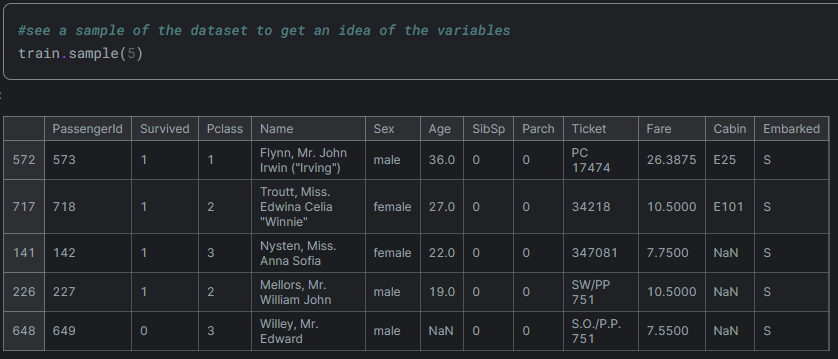 #see a sample of the dataset to get an idea of the variables
train.sample(5)
:
PassengerId Survived Pclass Name Sex Age SibSp Parch Ticket Fare Cabin Embarked
572 573 1 1 Flynn, Mr. John Irwin ("Irving") male 36.0 0 0 PC 17474 26.3875 E25 S
717 718 1 2 Troutt, Miss. Edwina Celia "Winnie" female 27.0 0 0 34218 10.5000 E101 S
141 142 1 3 Nysten, Miss. Anna Sofia female 22.0 0 0 347081 7.7500 NaN S
226 227 1 2 Mellors, Mr. William John male 19.0 0 0 SW/PP 751 10.5000 NaN S
648 649 0 3 Willey, Mr. Edward male NaN 0 0 S.O./P.P. 751 7.5500 NaN S